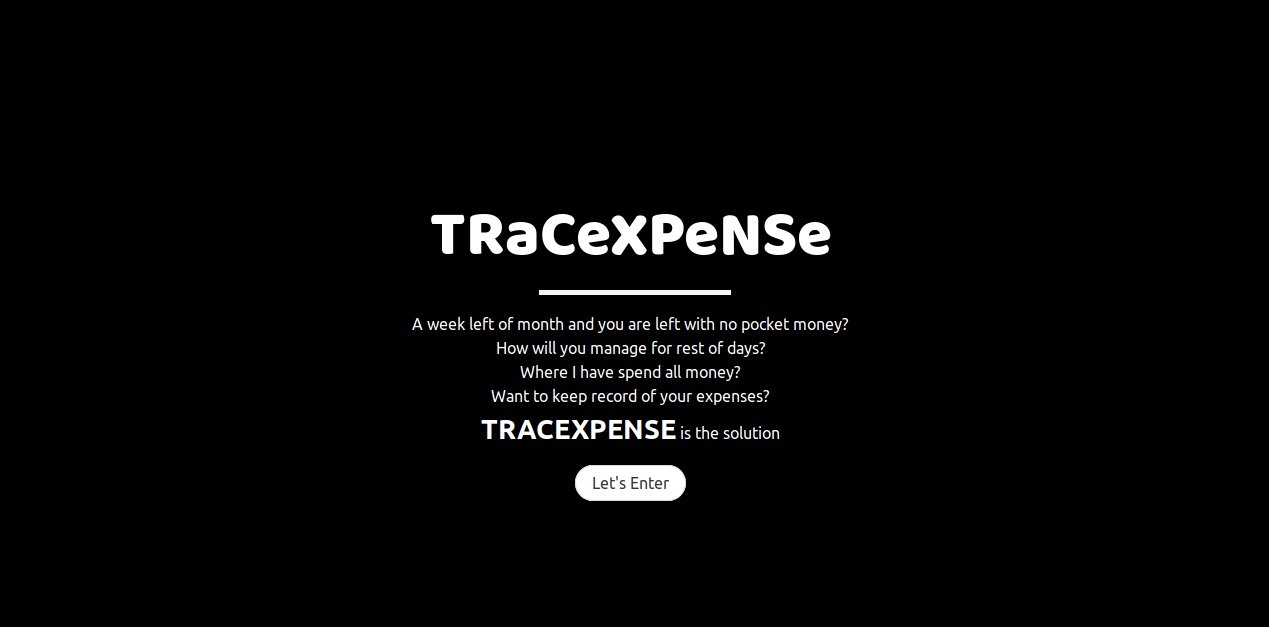 TRaCeXPeNSe
A week left of month and you are left with no pocket money?
How will you manage for rest of days?
Where I have spend all money?
Want to keep record of your expenses?
TRACEXPENSE is the solution
Let's Enter